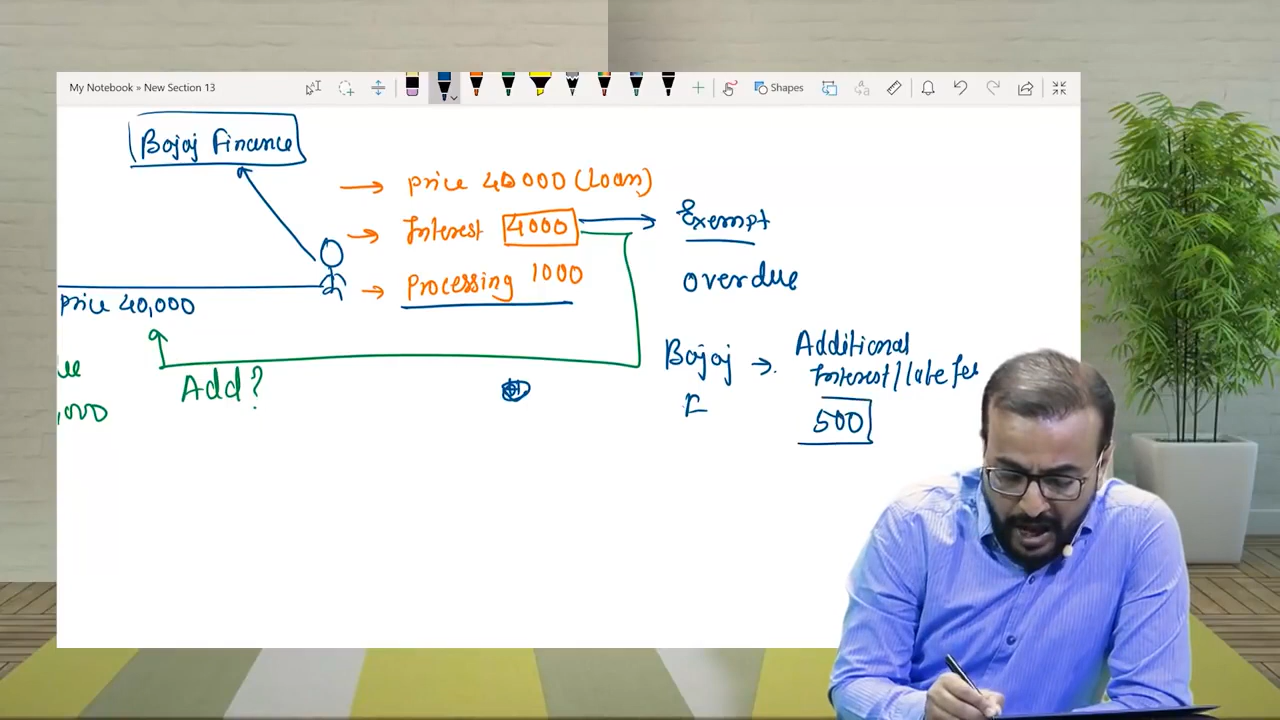 My Notebook » New Section 13
Shapes
Bajaj Finance
→ Price 40000 (Loan)
→ Interest 4000
Exempt
→ Processing 1000
overdue
Price 40,000
Add?
,000
Bajaj →
Additional
Interest / late fee
500